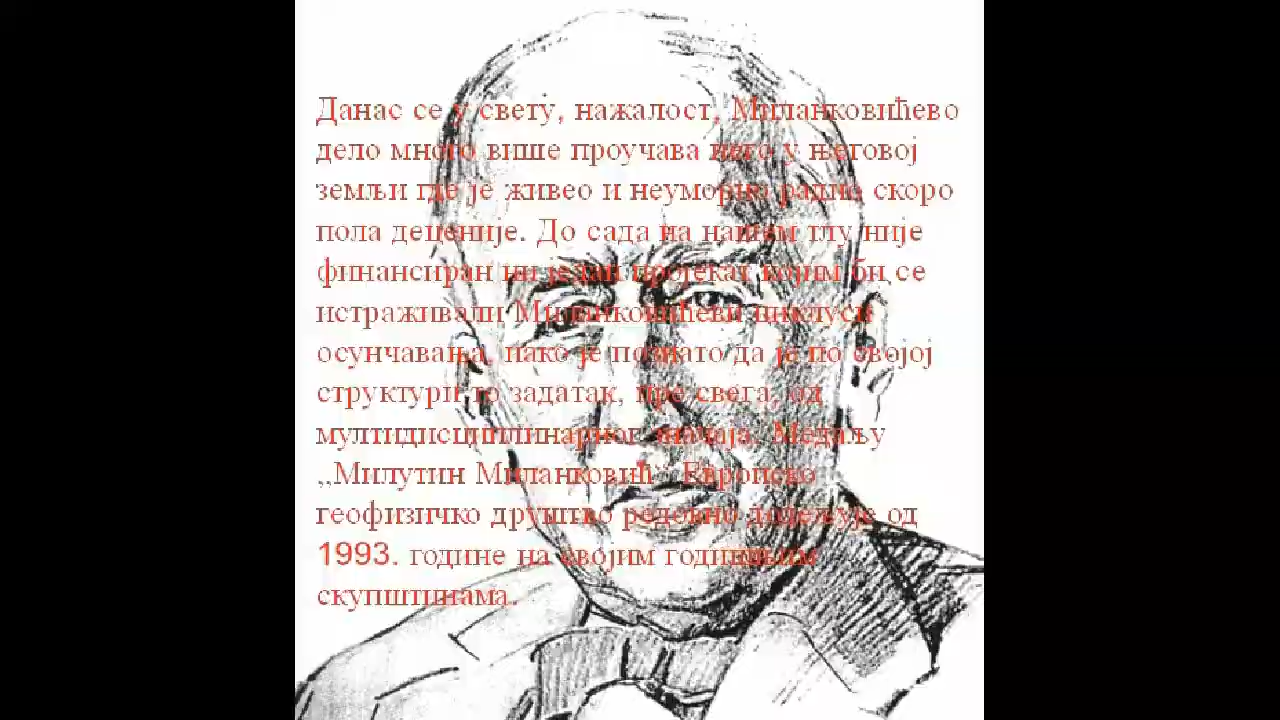 Данас се у свету, нажалост, Миланковићево
дело много више проучава него у његовој
земљи где је живео и неуморно радио скоро
пола деценије. До сада на нашем тлу није
финансиран ни један пројекат којим би се
истраживали Миланковићеви циклуси
осунчавања, иако је познато да је по својој
структури то задатак, пре свега, од
мултидисциплинарног значаја. Медаљу
„Милутин Миланковић“ Европско
геофизичко друштво редовно додељује од
1993. године на својим годишњим
скупштинама.